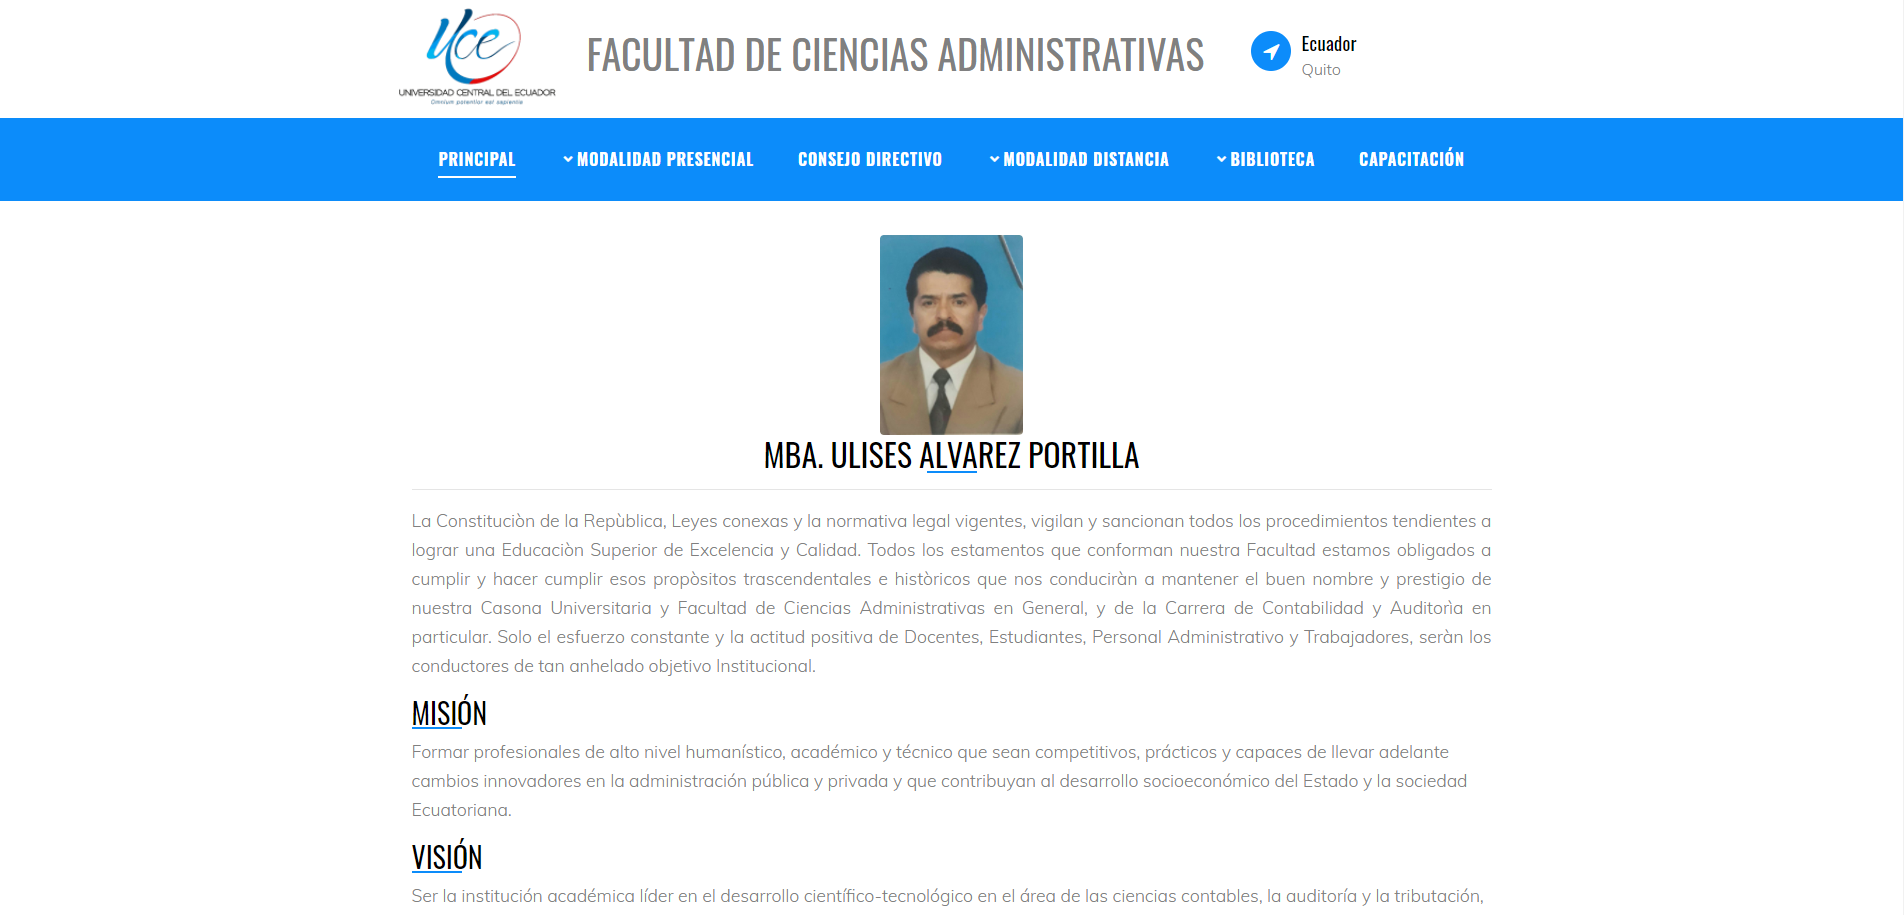 Uce
UNIVERSIDAD CENTRAL DEL ECUADOR
Omnium potentior est sapientia
FACULTAD DE CIENCIAS ADMINISTRATIVAS
Ecuador
Quito
PRINCIPAL MODALIDAD PRESENCIAL CONSEJO DIRECTIVO MODALIDAD DISTANCIA BIBLIOTECA CAPACITACIÓN
MBA. ULISES ALVAREZ PORTILLA
La Constituciòn de la Repùblica, Leyes conexas y la normativa legal vigentes, vigilan y sancionan todos los procedimientos tendientes a
lograr una Educaciòn Superior de Excelencia y Calidad. Todos los estamentos que conforman nuestra Facultad estamos obligados a
cumplir y hacer cumplir esos propòsitos trascendentales e històricos que nos conduciràn a mantener el buen nombre y prestigio de
nuestra Casona Universitaria y Facultad de Ciencias Administrativas en General, y de la Carrera de Contabilidad y Auditorìa en
particular. Solo el esfuerzo constante y la actitud positiva de Docentes, Estudiantes, Personal Administrativo y Trabajadores, seràn los
conductores de tan anhelado objetivo Institucional.
MISIÓN
Formar profesionales de alto nivel humanístico, académico y técnico que sean competitivos, prácticos y capaces de llevar adelante
cambios innovadores en la administración pública y privada y que contribuyan al desarrollo socioeconómico del Estado y la sociedad
Ecuatoriana.
VISIÓN
Ser la institución académica líder en el desarrollo científico-tecnológico en el área de las ciencias contables, la auditoría y la tributación,